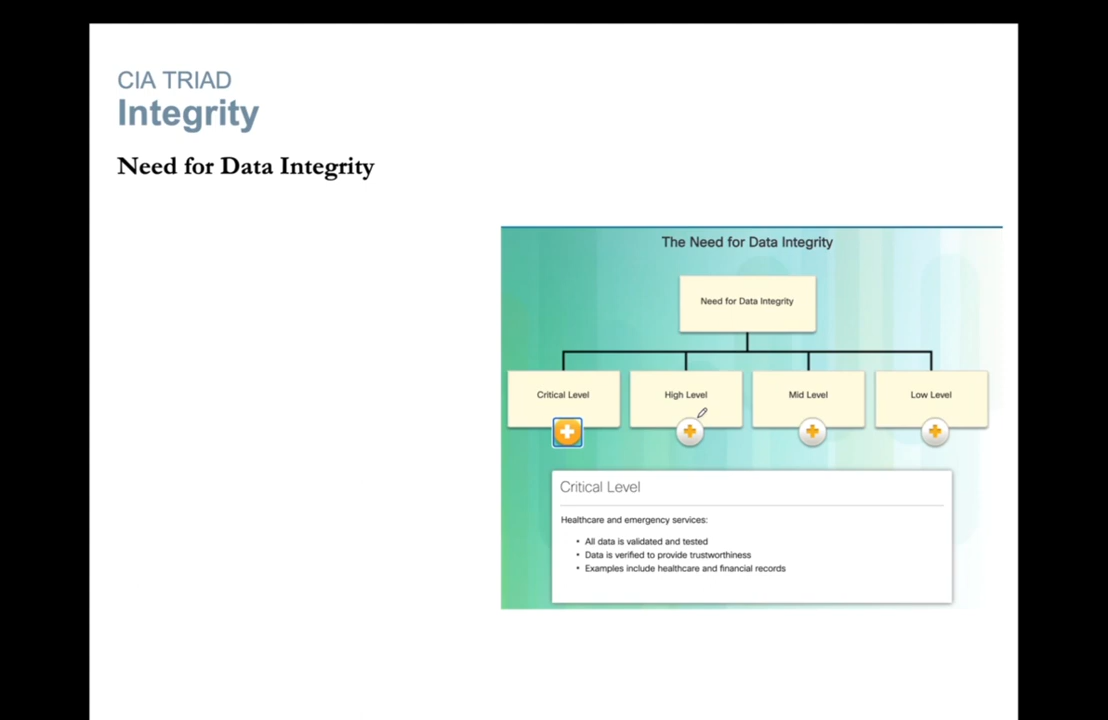 CIA TRIAD
Integrity
Need for Data Integrity
The Need for Data Integrity
Need for Data Integrity
Critical Level
High Level
Mid Level
Low Level
Critical Level
Healthcare and emergency services:
• All data is validated and tested
• Data is verified to provide trustworthiness
• Examples include healthcare and financial records